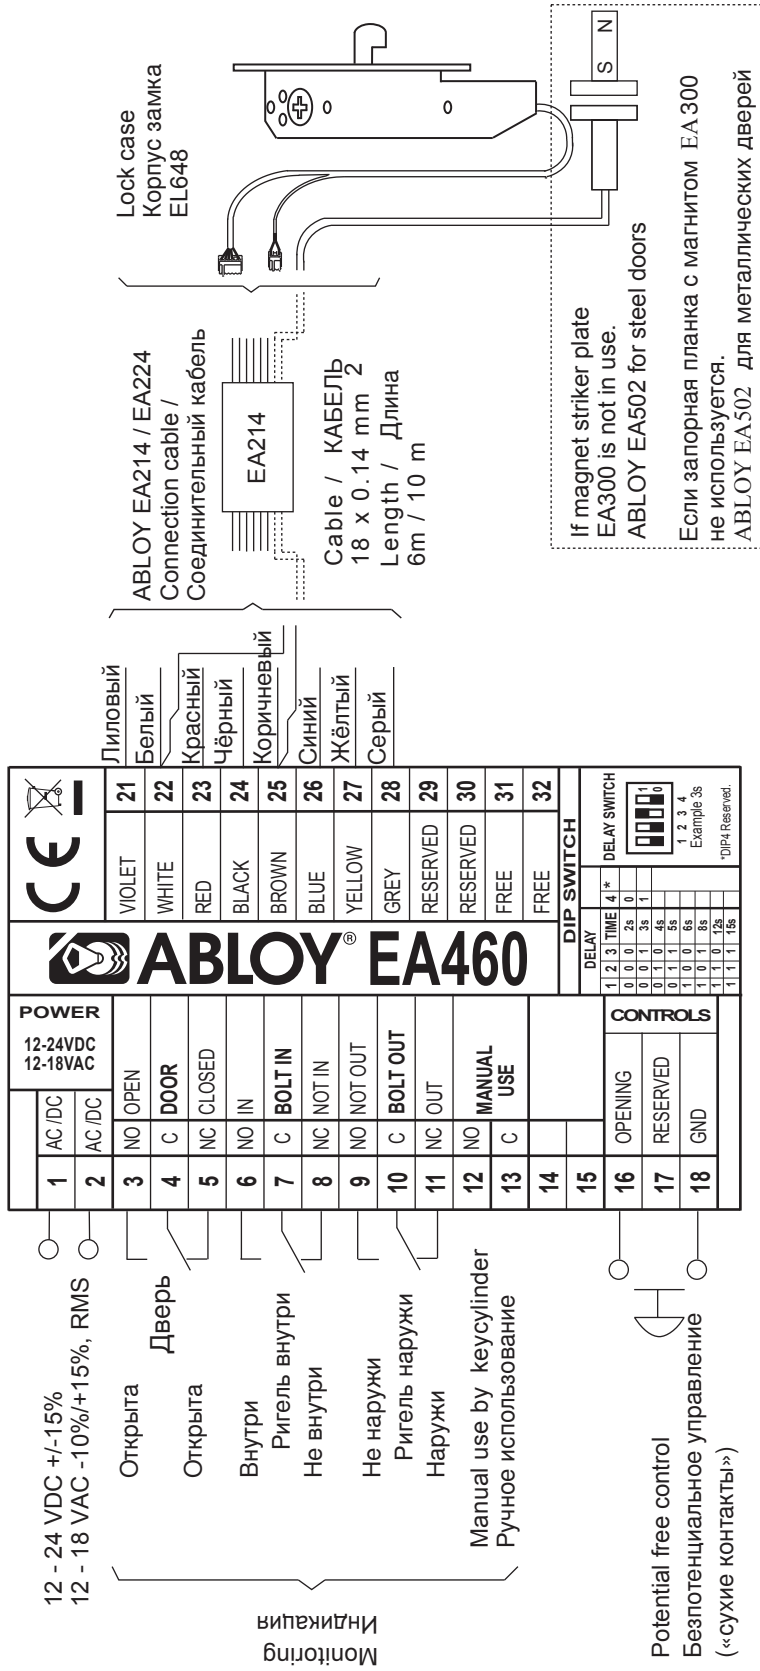 12 - 24 VDC +/-15%
12 - 18 VAC -10%/+15%, RMS
Открыта
Дверь
Открыта
Внутри
Ригель внутри
Не внутри
Не наружи
Ригель наружи
Наружи
Manual use by keycylinder
Ручное использование
Monitoring
Индикация
Potential free control
Безпотенциальное управление
(«сухие контакты»)
POWER
12-24VDC
12-18VAC
1 AC /DC
2 AC /DC
3 NO OPEN
4 C DOOR
5 NC CLOSED
6 NO IN
7 C BOLT IN
8 NC NOT IN
9 NO NOT OUT
10 C BOLT OUT
11 NC OUT
12 NO MANUAL
13 C USE
14
15
CONTROLS
16 OPENING
17 RESERVED
18 GND
ABLOY® EA460
CE
VIOLET 21
WHITE 22
RED 23
BLACK 24
BROWN 25
BLUE 26
YELLOW 27
GREY 28
RESERVED 29
RESERVED 30
FREE 31
FREE 32
DIP SWITCH
DELAY
1 2 3 TIME 4 *
0 0 0 2s 0
0 0 1 3s 1
0 1 0 4s
0 1 1 5s
1 0 0 6s
1 0 1 8s
1 1 0 12s
1 1 1 15s
DELAY SWITCH
1
0
1 2 3 4
Example 3s
*DIP4 Reserved.
Лиловый
Белый
Красный
Чёрный
Коричневый
Синий
Жёлтый
Серый
ABLOY EA214 / EA224
Connection cable /
Соединительный кабель
EA214
Cable / КАБЕЛЬ
18 x 0.14 mm 2
Length / Длина
6m / 10 m
Lock case
Корпус замка
EL648
S N
If magnet striker plate
EA300 is not in use.
ABLOY EA502 for steel doors
Если запорная планка с магнитом EA300
не используется.
ABLOY EA502 для металлических дверей